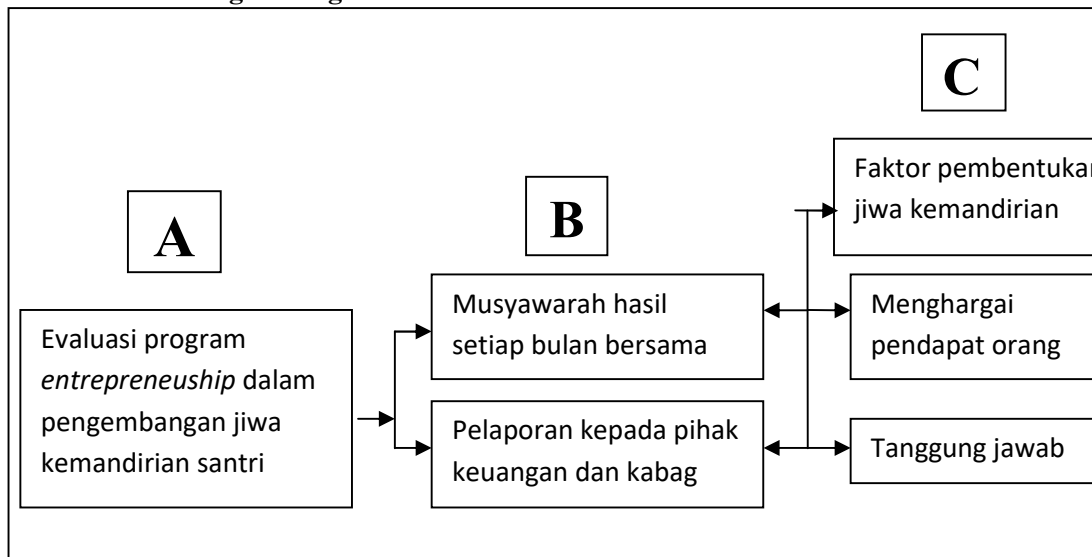 A
Evaluasi program
entrepreneuship dalam
pengembangan jiwa
kemandirian santri
B
Musyawarah hasil
setiap bulan bersama
Pelaporan kepada pihak
keuangan dan kabag
C
Faktor pembentukan
jiwa kemandirian
Menghargai
pendapat orang
Tanggung jawab